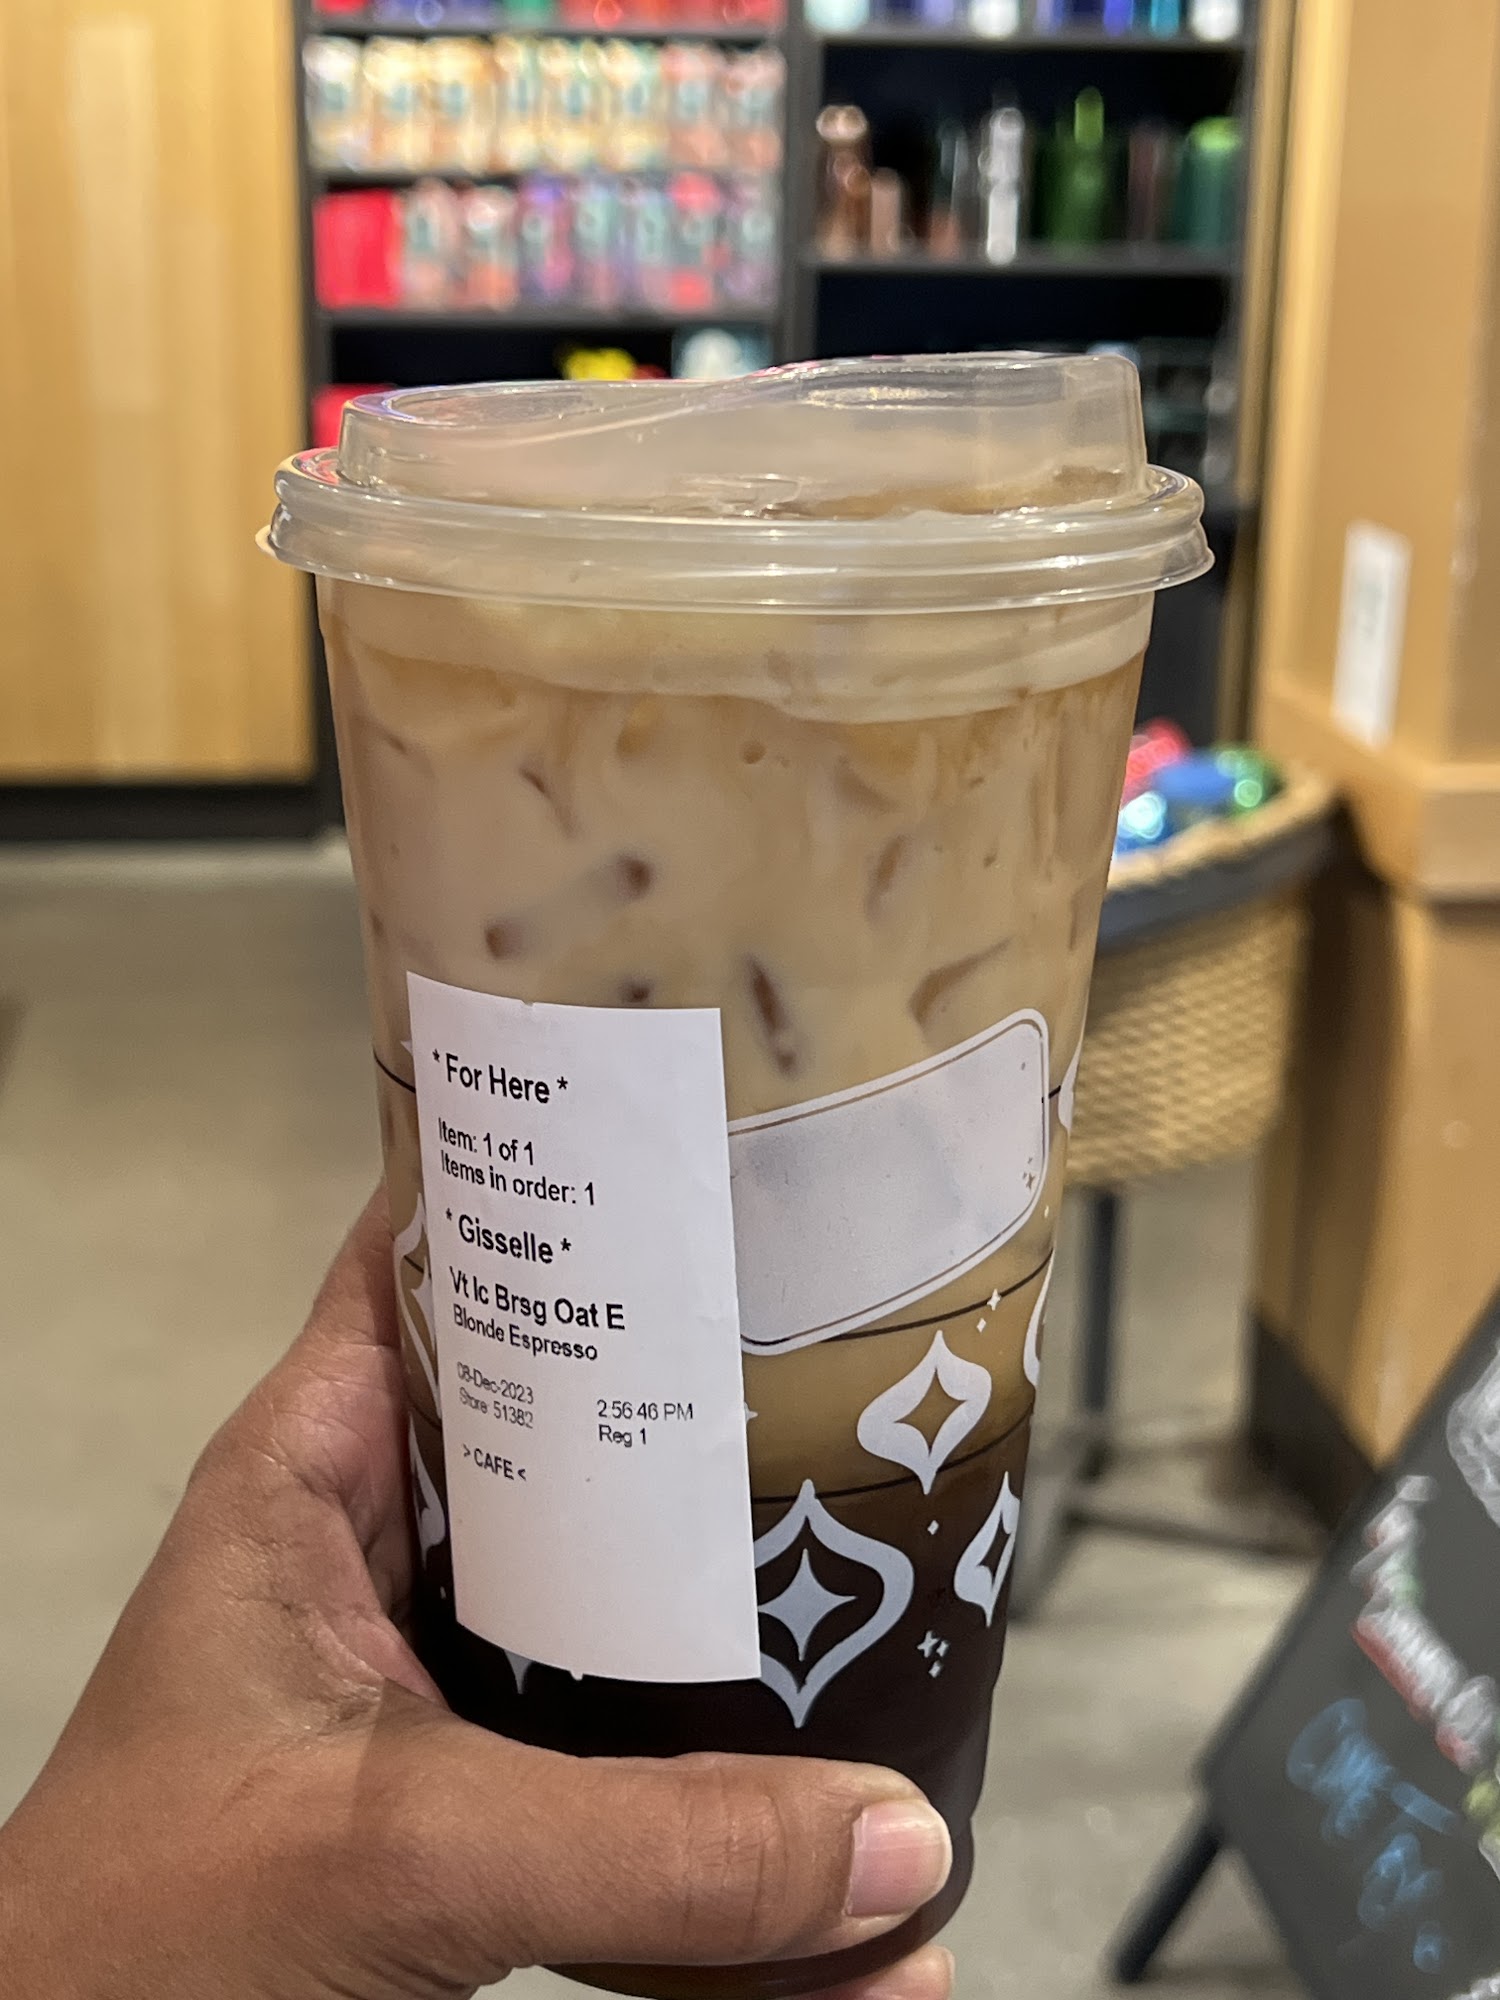 * For Here *
Item: 1 of 1
Items in order: 1
* Gisselle *
Vt Ic Brsg Oat E
Blonde Espresso
08-Dec-2023 2:56:46 PM
Store 51382 Reg 1
> CAFE <